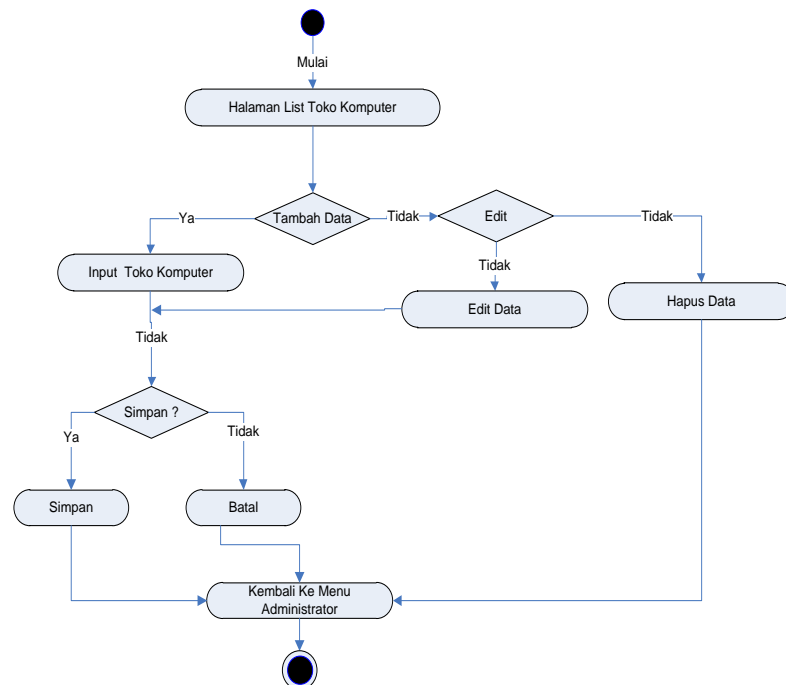 Mulai
Halaman List Toko Komputer
Tambah Data
Ya
Tidak
Edit
Tidak
Tidak
Input Toko Komputer
Edit Data
Hapus Data
Tidak
Simpan ?
Ya
Tidak
Simpan
Batal
Kembali Ke Menu
Administrator